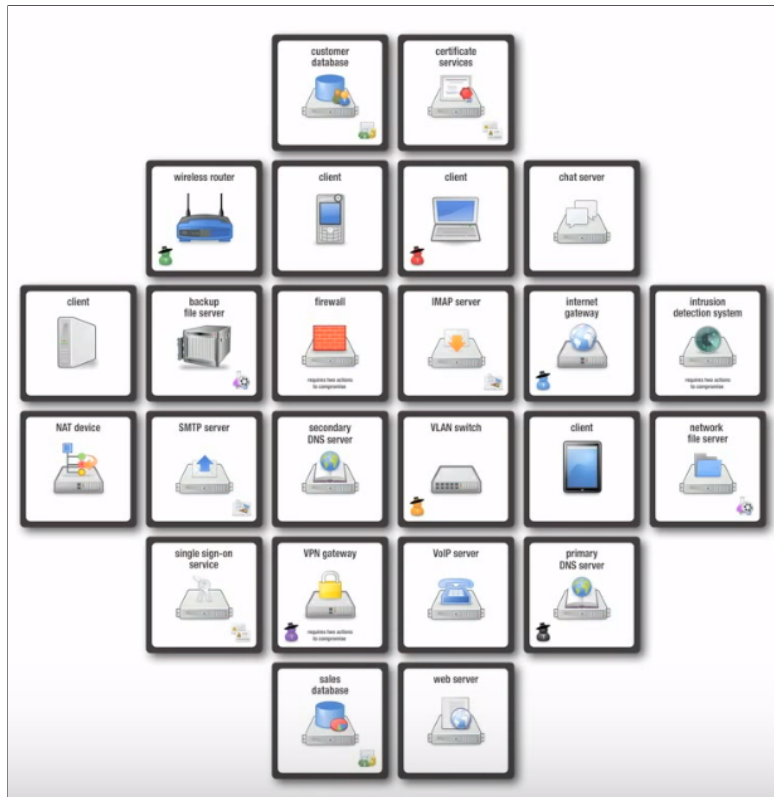 customer
database
certificate
services
wireless router
client
client
chat server
client
backup
file server
firewall
requires two actions
to compromise
IMAP server
internet
gateway
intrusion
detection system
requires two actions
to compromise
NAT device
SMTP server
secondary
DNS server
VLAN switch
client
network
file server
single sign-on
service
VPN gateway
requires two actions
to compromise
VoIP server
primary
DNS server
sales
database
web server